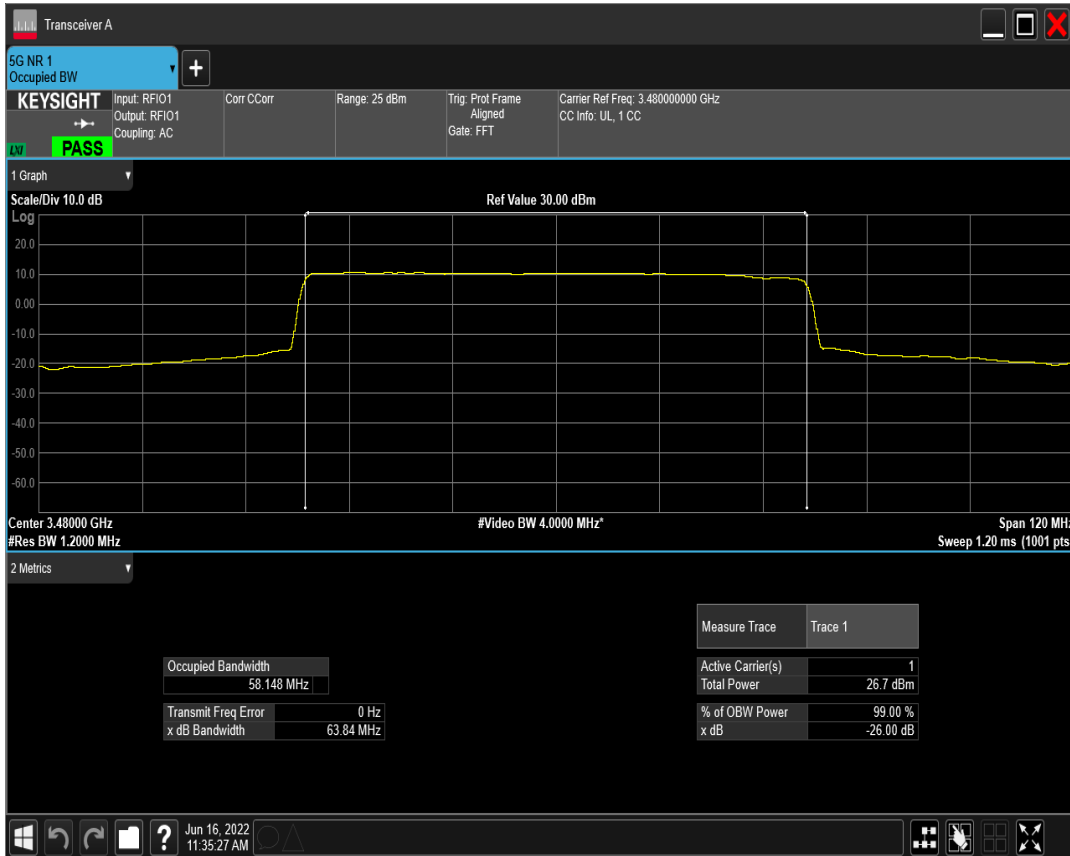 Transceiver A
5G NR 1
Occupied BW
KEYSIGHT
LXI
PASS
Input: RFIO1
Output: RFIO1
Coupling: AC
Corr CCorr
Range: 25 dBm
Trig: Prot Frame
Aligned
Gate: FFT
Carrier Ref Freq: 3.480000000 GHz
CC Info: UL, 1 CC
1 Graph
Scale/Div 10.0 dB
Ref Value 30.00 dBm
Log
20.0
10.0
0.00
-10.0
-20.0
-30.0
-40.0
-50.0
-60.0
Center 3.48000 GHz
#Video BW 4.0000 MHz*
Span 120 MHz
#Res BW 1.2000 MHz
Sweep 1.20 ms (1001 pts
2 Metrics
Measure Trace Trace 1
Occupied Bandwidth
58.148 MHz
Active Carrier(s) 1
Total Power 26.7 dBm
Transmit Freq Error 0 Hz
x dB Bandwidth 63.84 MHz
% of OBW Power 99.00 %
x dB -26.00 dB
?
Jun 16, 2022
11:35:27 AM